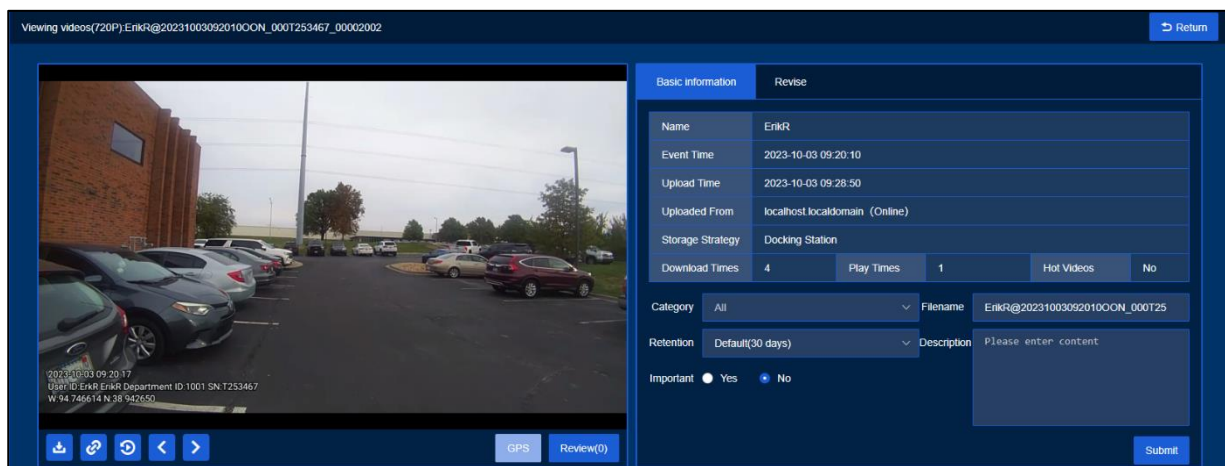 Viewing videos(720P):ErikR@20231003092010OON_000T253467_00002002
Return
Basic information Revise
Name ErikR
Event Time 2023-10-03 09:20:10
Upload Time 2023-10-03 09:28:50
Uploaded From localhost.localdomain (Online)
Storage Strategy Docking Station
Download Times 4 Play Times 1 Hot Videos No
Category All Filename ErikR@20231003092010OON_000T25
Retention Default(30 days) Description Please enter content
Important Yes No
2023-10-03 09:20:17
User ID:ErkR ErikR Department ID:1001 SN:T253467
W:94.746614 N:38.942650
GPS Review(0)
Submit